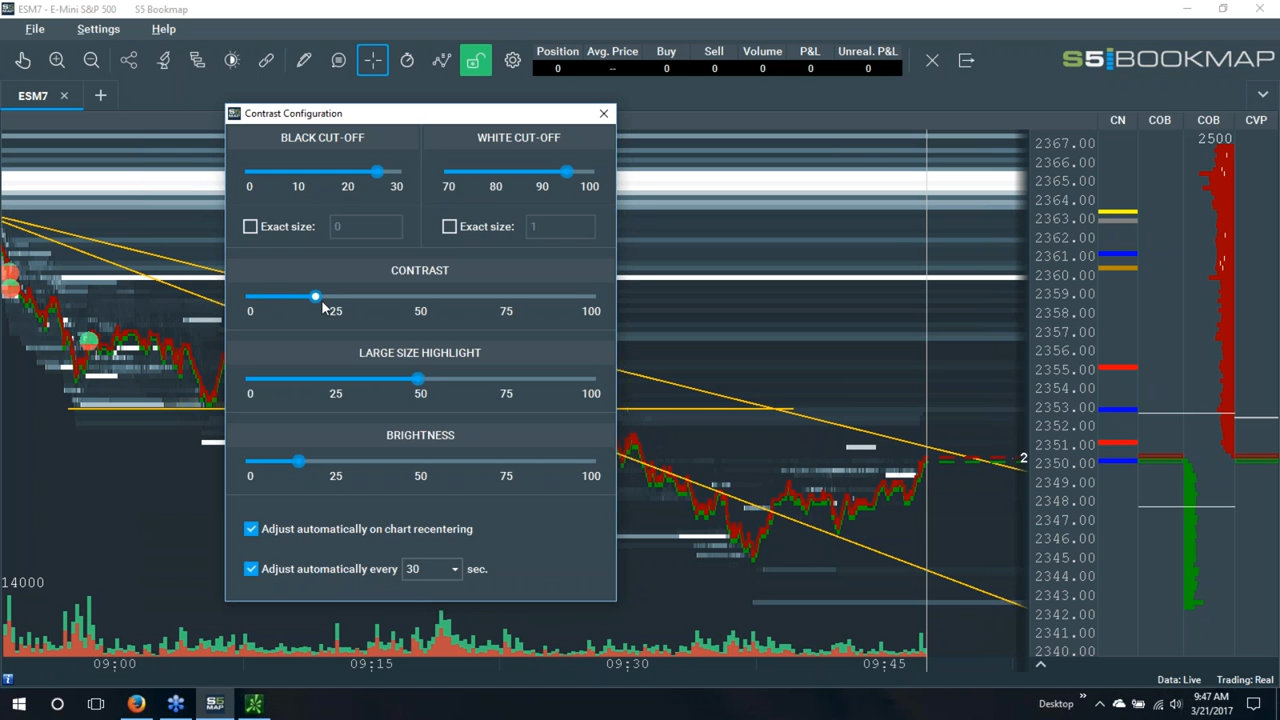 ESM7 - E-Mini S&P 500 S5 Bookmap
File Settings Help
Position Avg. Price Buy Sell Volume P&L Unreal. P&L
0 -- 0 0 0 0 0
S5 BOOKMAP
ESM7
CN COB COB CVP
2500
Contrast Configuration
BLACK CUT-OFF WHITE CUT-OFF
0 10 20 30 70 80 90 100
Exact size: 0 Exact size: 1
CONTRAST
0 25 50 75 100
LARGE SIZE HIGHLIGHT
0 25 50 75 100
BRIGHTNESS
0 25 50 75 100
Adjust automatically on chart recentering
Adjust automatically every 30 sec.
2367.00
2366.00
2365.00
2364.00
2363.00
2362.00
2361.00
2360.00
2359.00
2358.00
2357.00
2356.00
2355.00
2354.00
2353.00
2352.00
2351.00
2350.00
2349.00
2348.00
2347.00
2346.00
2345.00
2344.00
2343.00
2342.00
2341.00
2340.00
2
14000
09:00 09:15 09:30 09:45
Data: Live Trading: Real
S5 MAP
Desktop
9:47 AM
3/21/2017